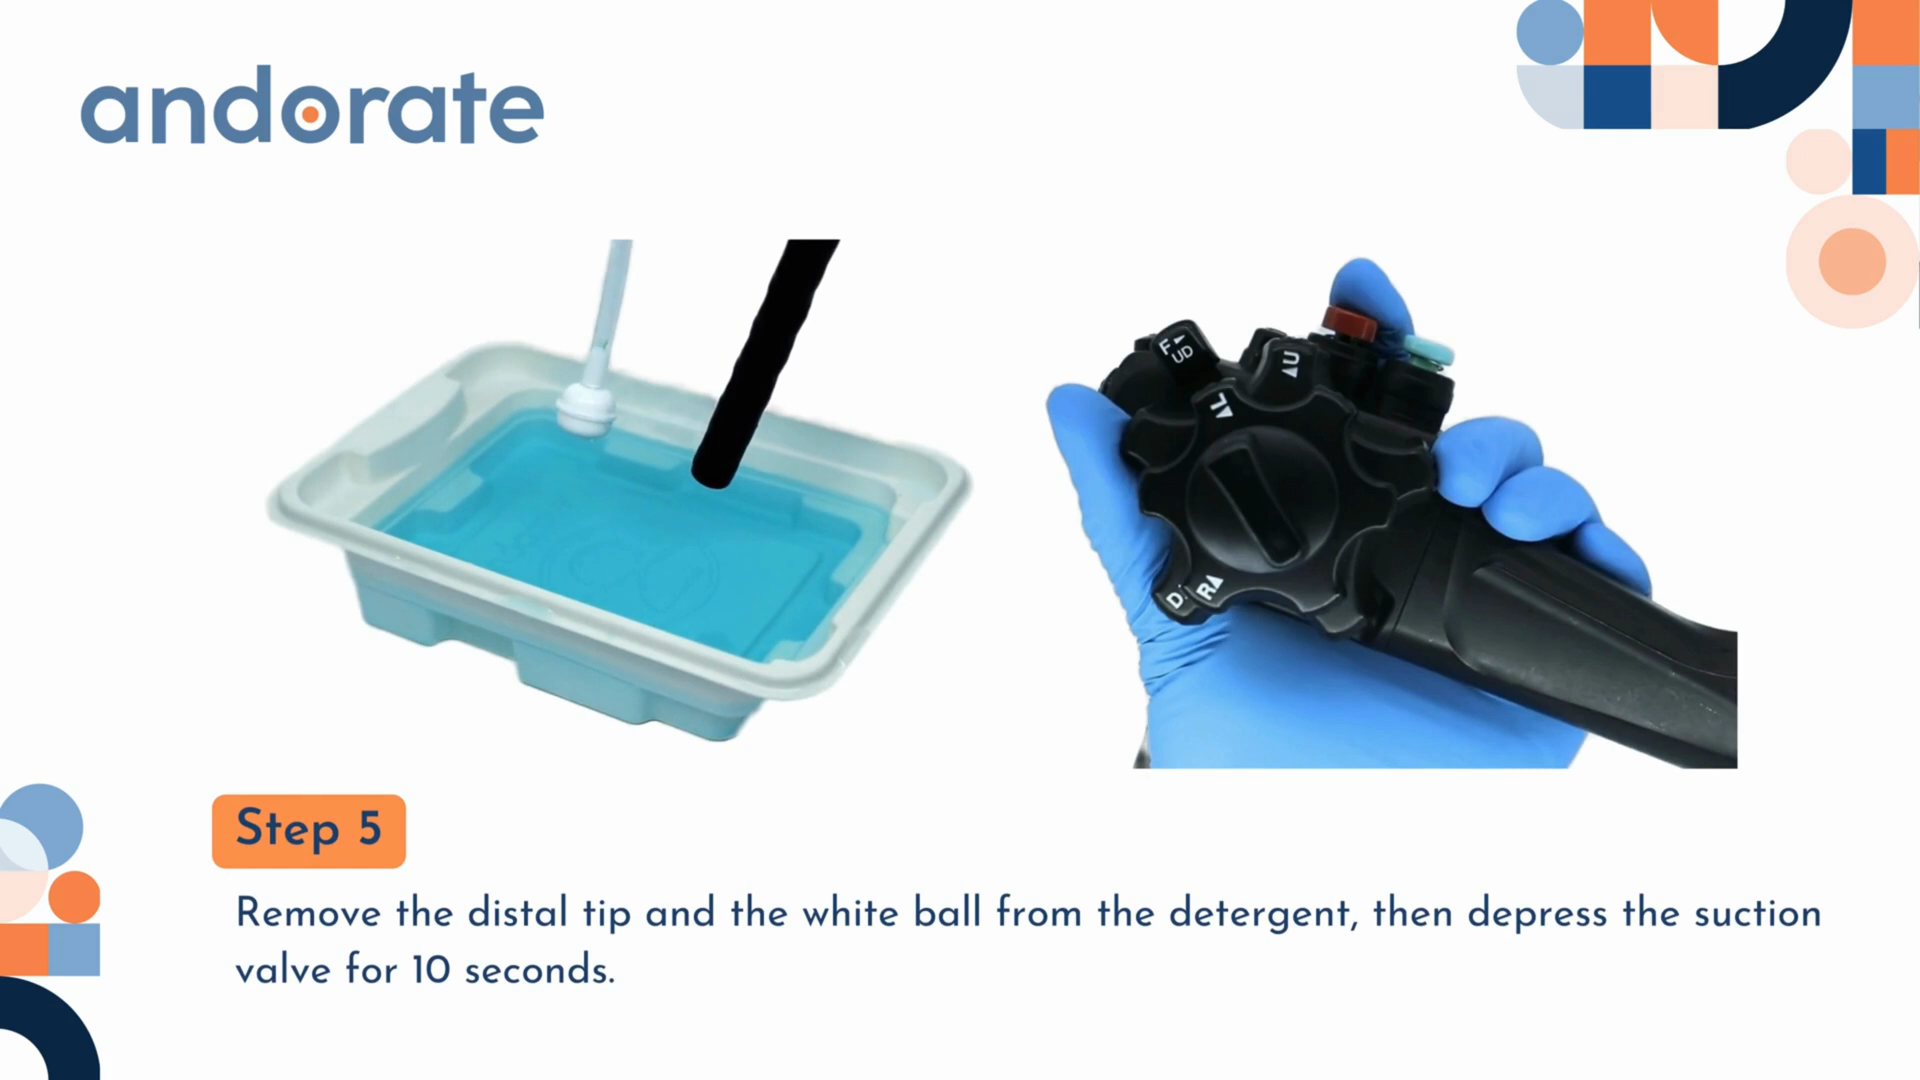 andorate
F▲
UD
▲U
▲L
D
R▲
Step 5
Remove the distal tip and the white ball from the detergent, then depress the suction
valve for 10 seconds.